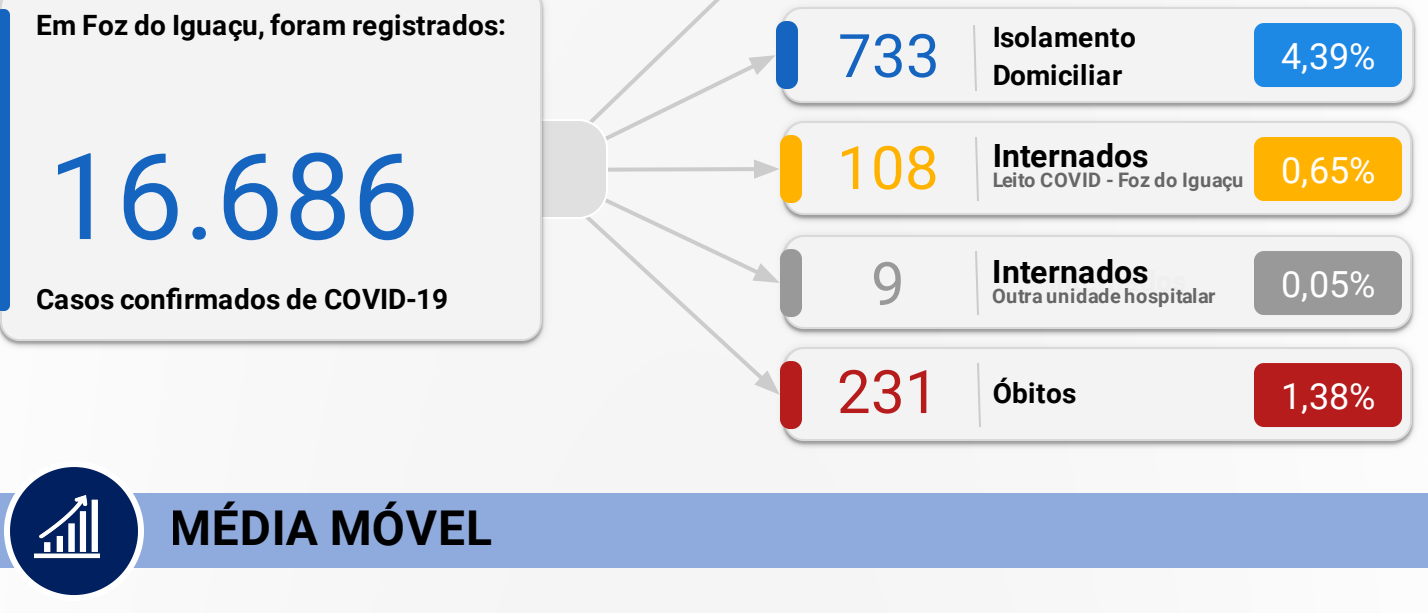 Em Foz do Iguaçu, foram registrados:
16.686
Casos confirmados de COVID-19
733
Isolamento
Domiciliar
4,39%
108
Internados
Leito COVID - Foz do Iguaçu
0,65%
9
Internados
Outra unidade hospitalar
0,05%
231
Óbitos
1,38%
MÉDIA MÓVEL